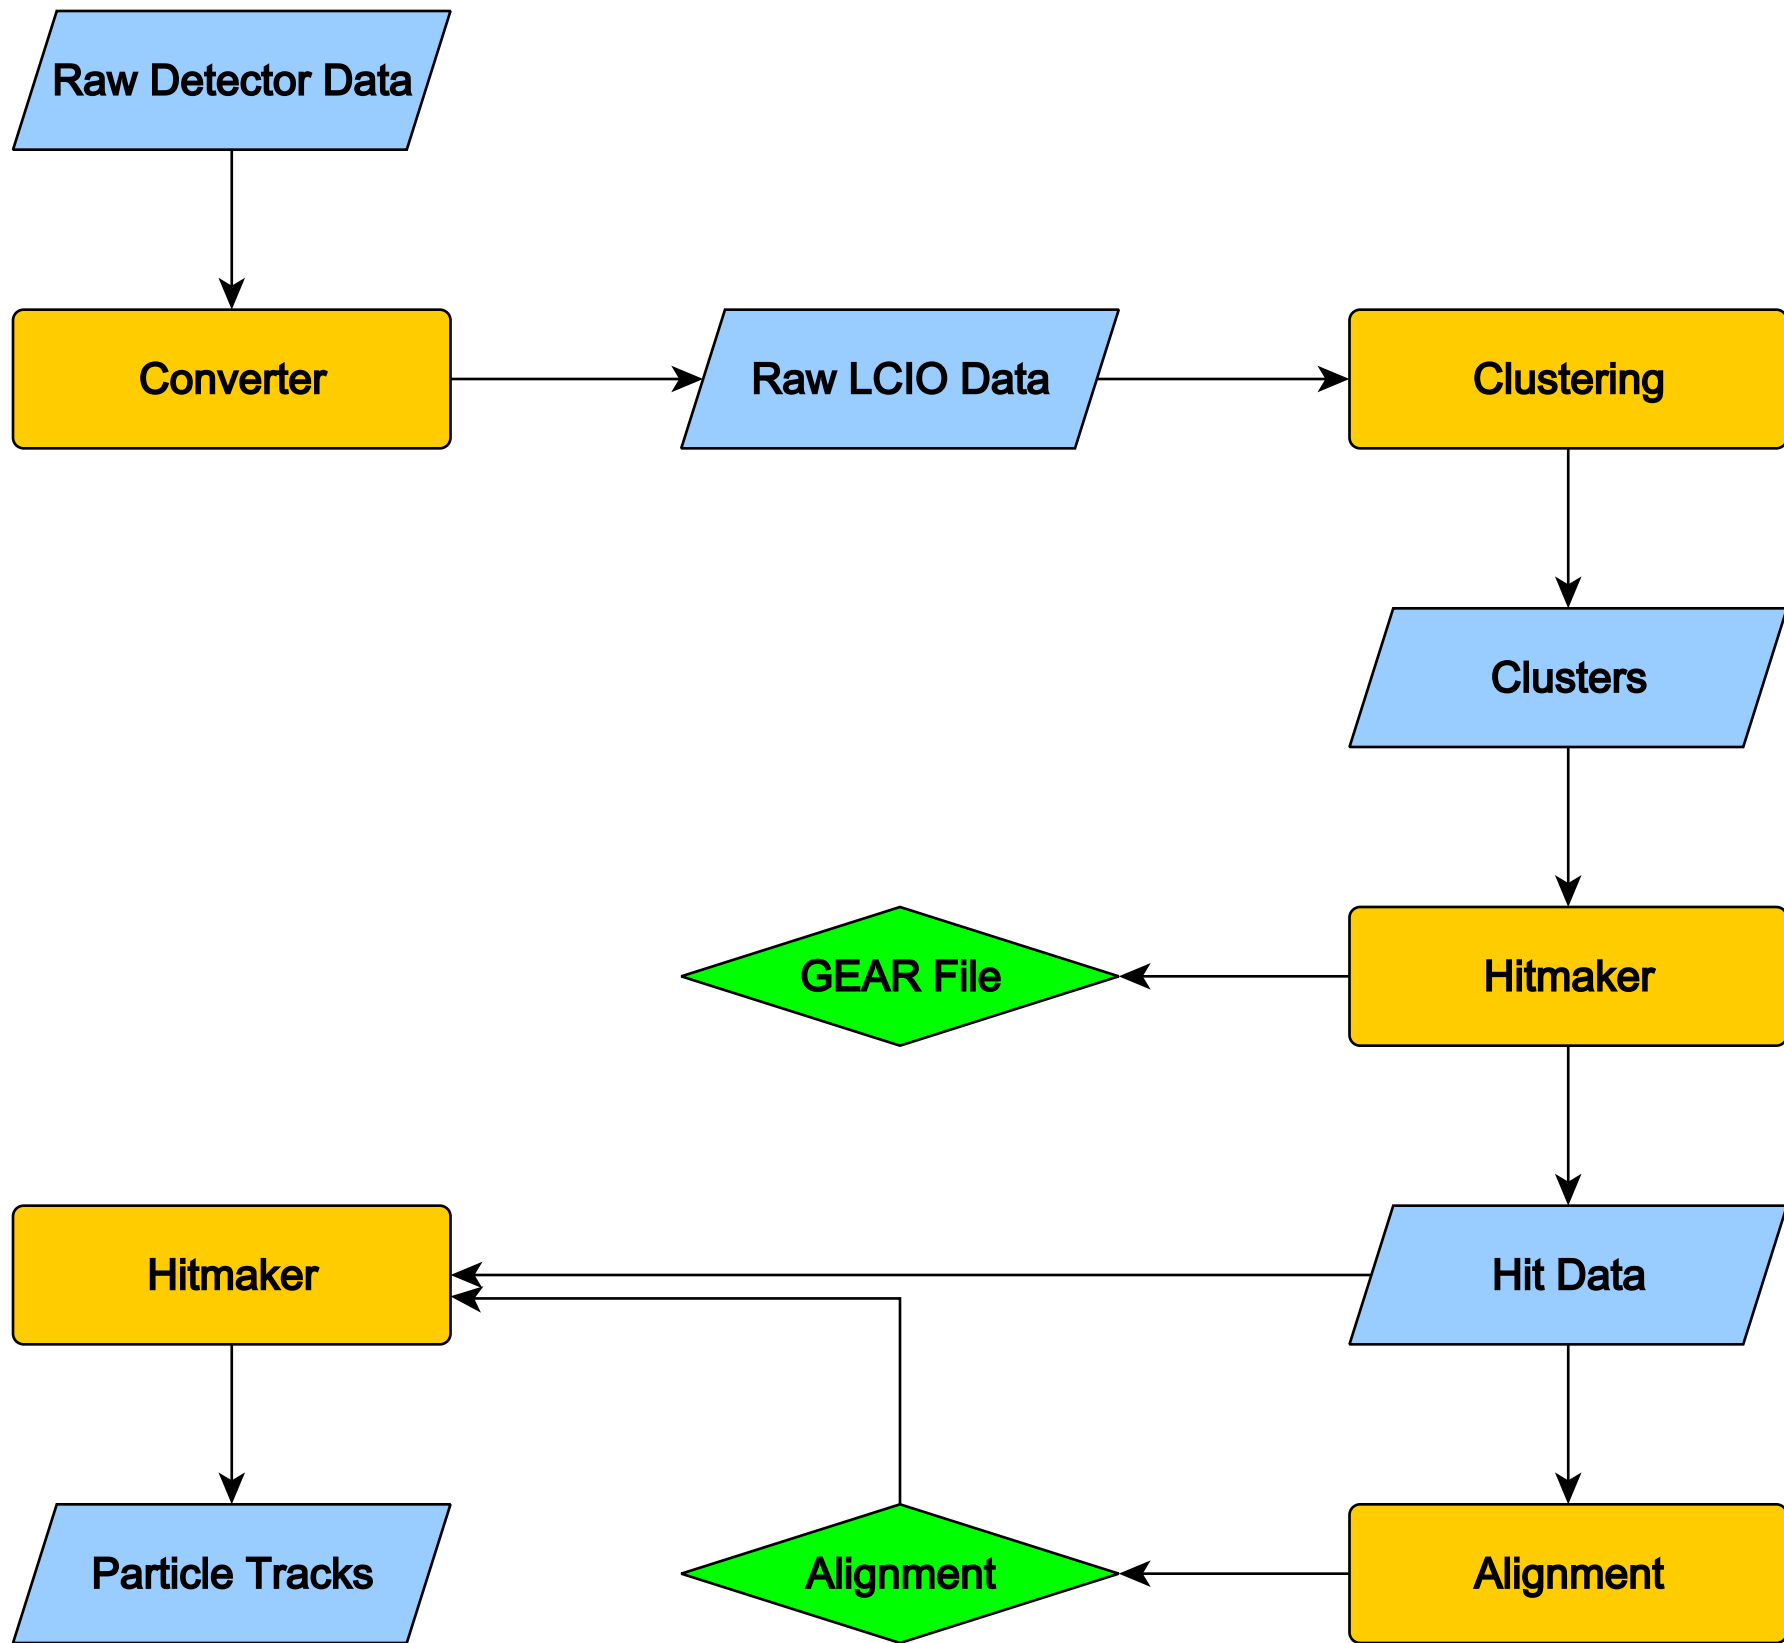 Raw Detector Data
Converter
Raw LCIO Data
Clustering
Clusters
GEAR File
Hitmaker
Hitmaker
Hit Data
Particle Tracks
Alignment
Alignment